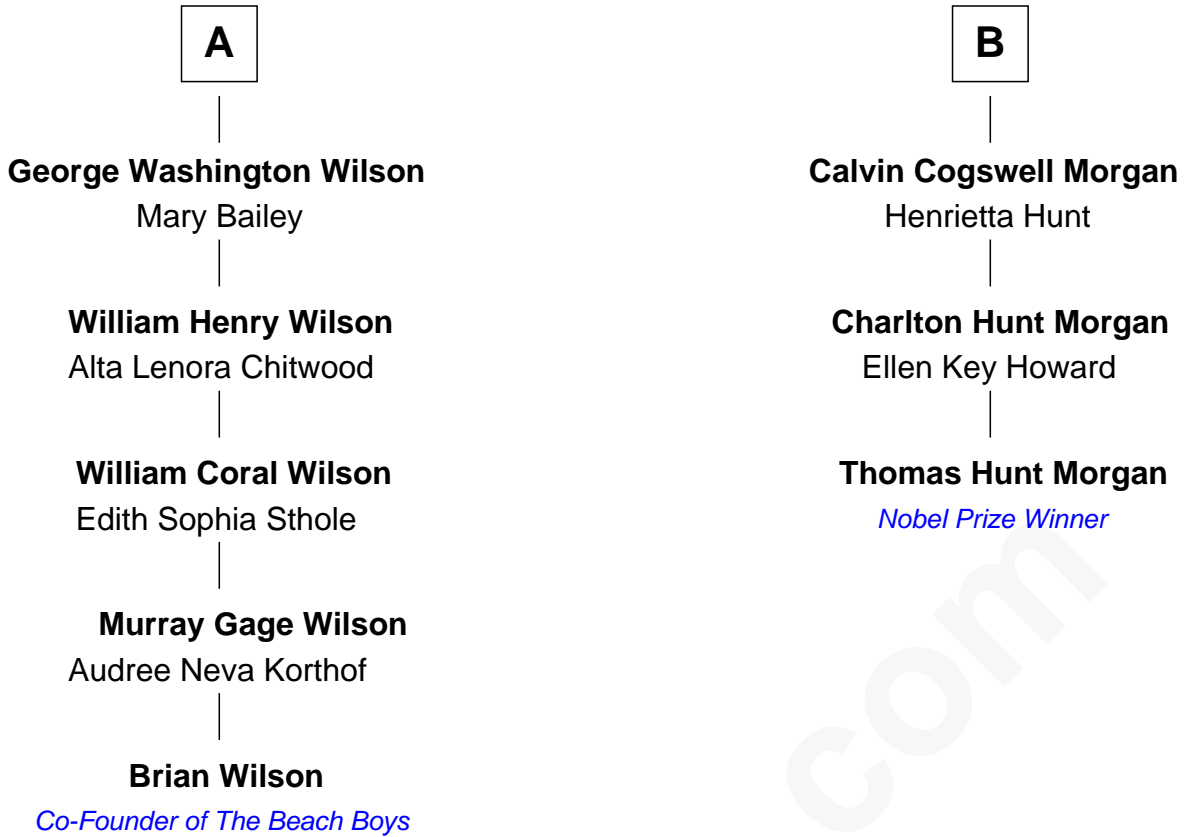 A
George Washington Wilson
Mary Bailey
William Henry Wilson
Alta Lenora Chitwood
William Coral Wilson
Edith Sophia Sthole
Murray Gage Wilson
Audree Neva Korthof
Brian Wilson
Co-Founder of The Beach Boys
B
Calvin Cogswell Morgan
Henrietta Hunt
Charlton Hunt Morgan
Ellen Key Howard
Thomas Hunt Morgan
Nobel Prize Winner
com